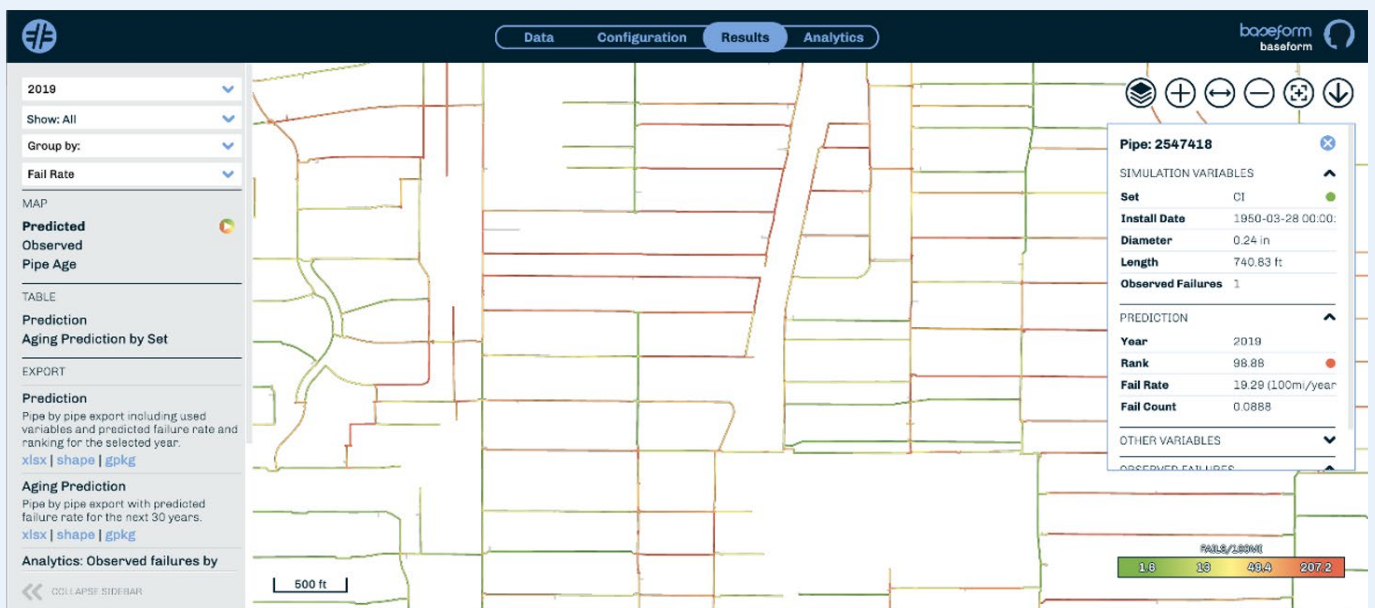 Data
Configuration
Results
Analytics
baseform
baseform
2019
Show: All
Group by:
Fail Rate
MAP
Predicted
Observed
Pipe Age
TABLE
Prediction
Aging Prediction by Set
EXPORT
Prediction
Pipe by pipe export including used
variables and predicted failure rate and
ranking for the selected year.
xlsx | shape | gpkg
Aging Prediction
Pipe by pipe export with predicted
failure rate for the next 30 years.
xlsx | shape | gpkg
Analytics: Observed failures by
COLLAPSE SIDEBAR
500 ft
Pipe: 2547418
SIMULATION VARIABLES
Set CI
Install Date 1950-03-28 00:00:
Diameter 0.24 in
Length 740.83 ft
Observed Failures 1
PREDICTION
Year 2019
Rank 98.88
Fail Rate 19.29 (100mi/year
Fail Count 0.0888
OTHER VARIABLES
OBSERVED FAILURES
FAILS/100MI
1.8 13 49.4 207.2